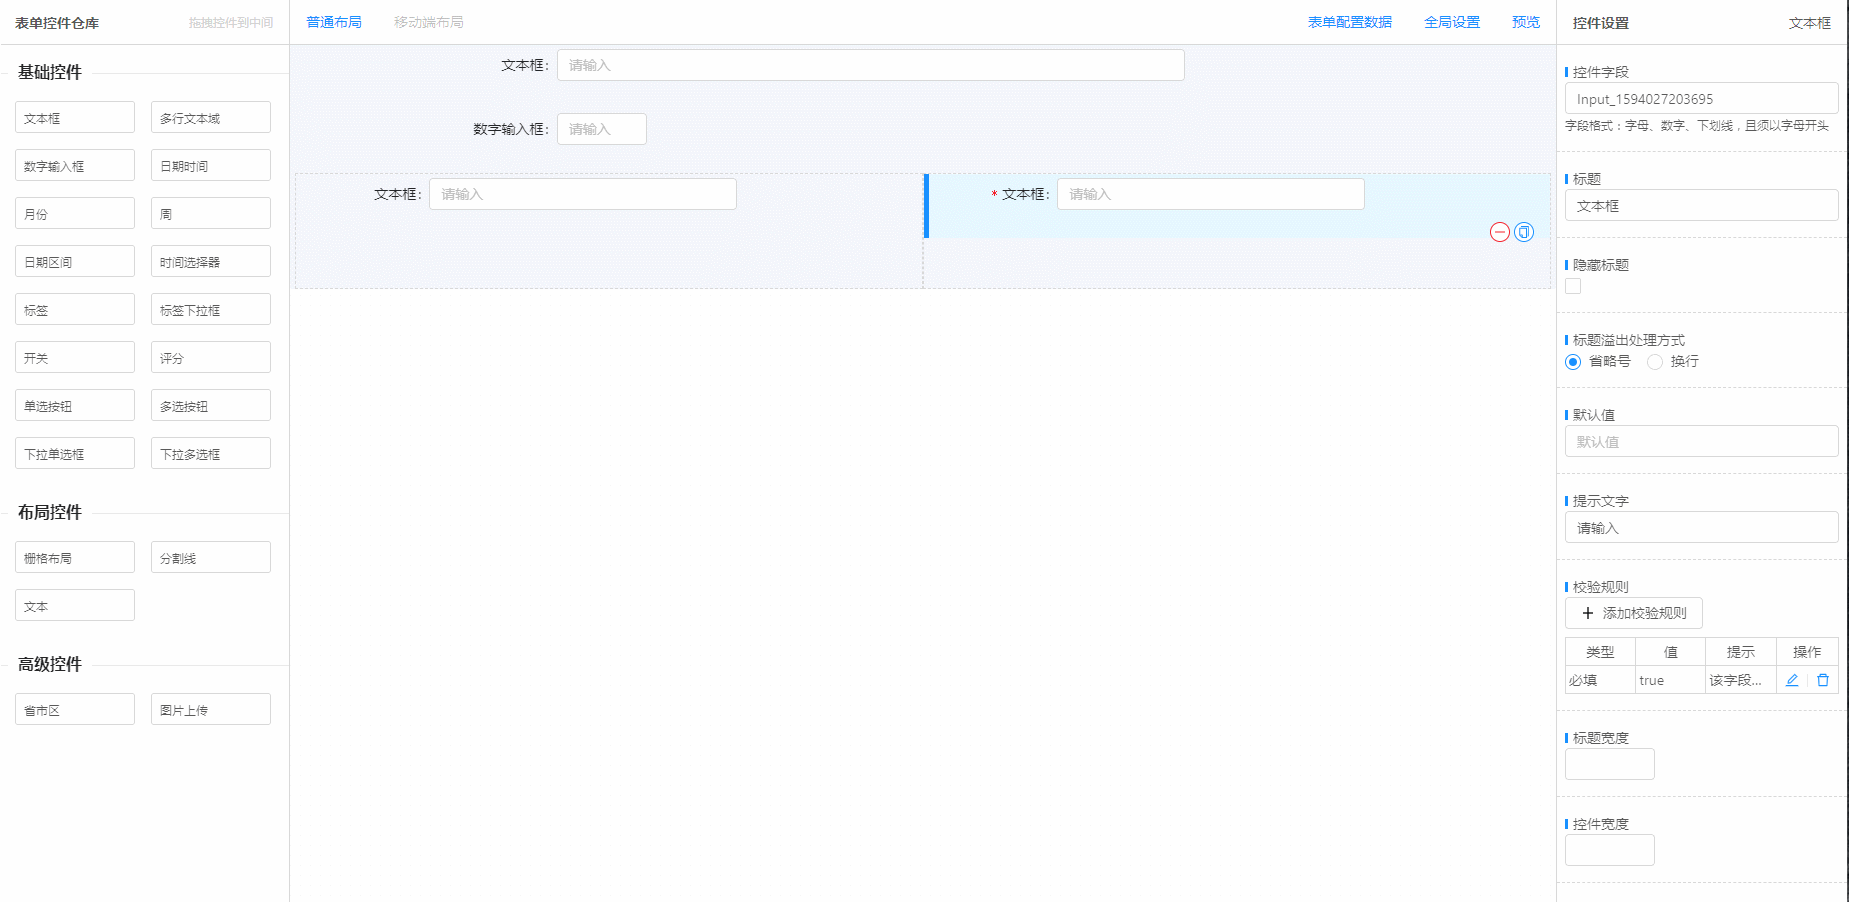 表单控件仓库 拖拽控件到中间
基础控件
文本框 多行文本域
数字输入框 日期时间
月份 周
日期区间 时间选择器
标签 标签下拉框
开关 评分
单选按钮 多选按钮
下拉单选框 下拉多选框
布局控件
栅格布局 分割线
文本
高级控件
省市区 图片上传
普通布局 移动端布局 表单配置数据 全局设置 预览
文本框: 请输入
数字输入框: 请输入
文本框: 请输入 * 文本框: 请输入
控件设置 文本框
控件字段
Input_1594027203695
字段格式：字母、数字、下划线，且须以字母开头
标题
文本框
隐藏标题
标题溢出处理方式
省略号 换行
默认值
默认值
提示文字
请输入
校验规则
+ 添加校验规则
类型 值 提示 操作
必填 true 该字段...
标题宽度
控件宽度